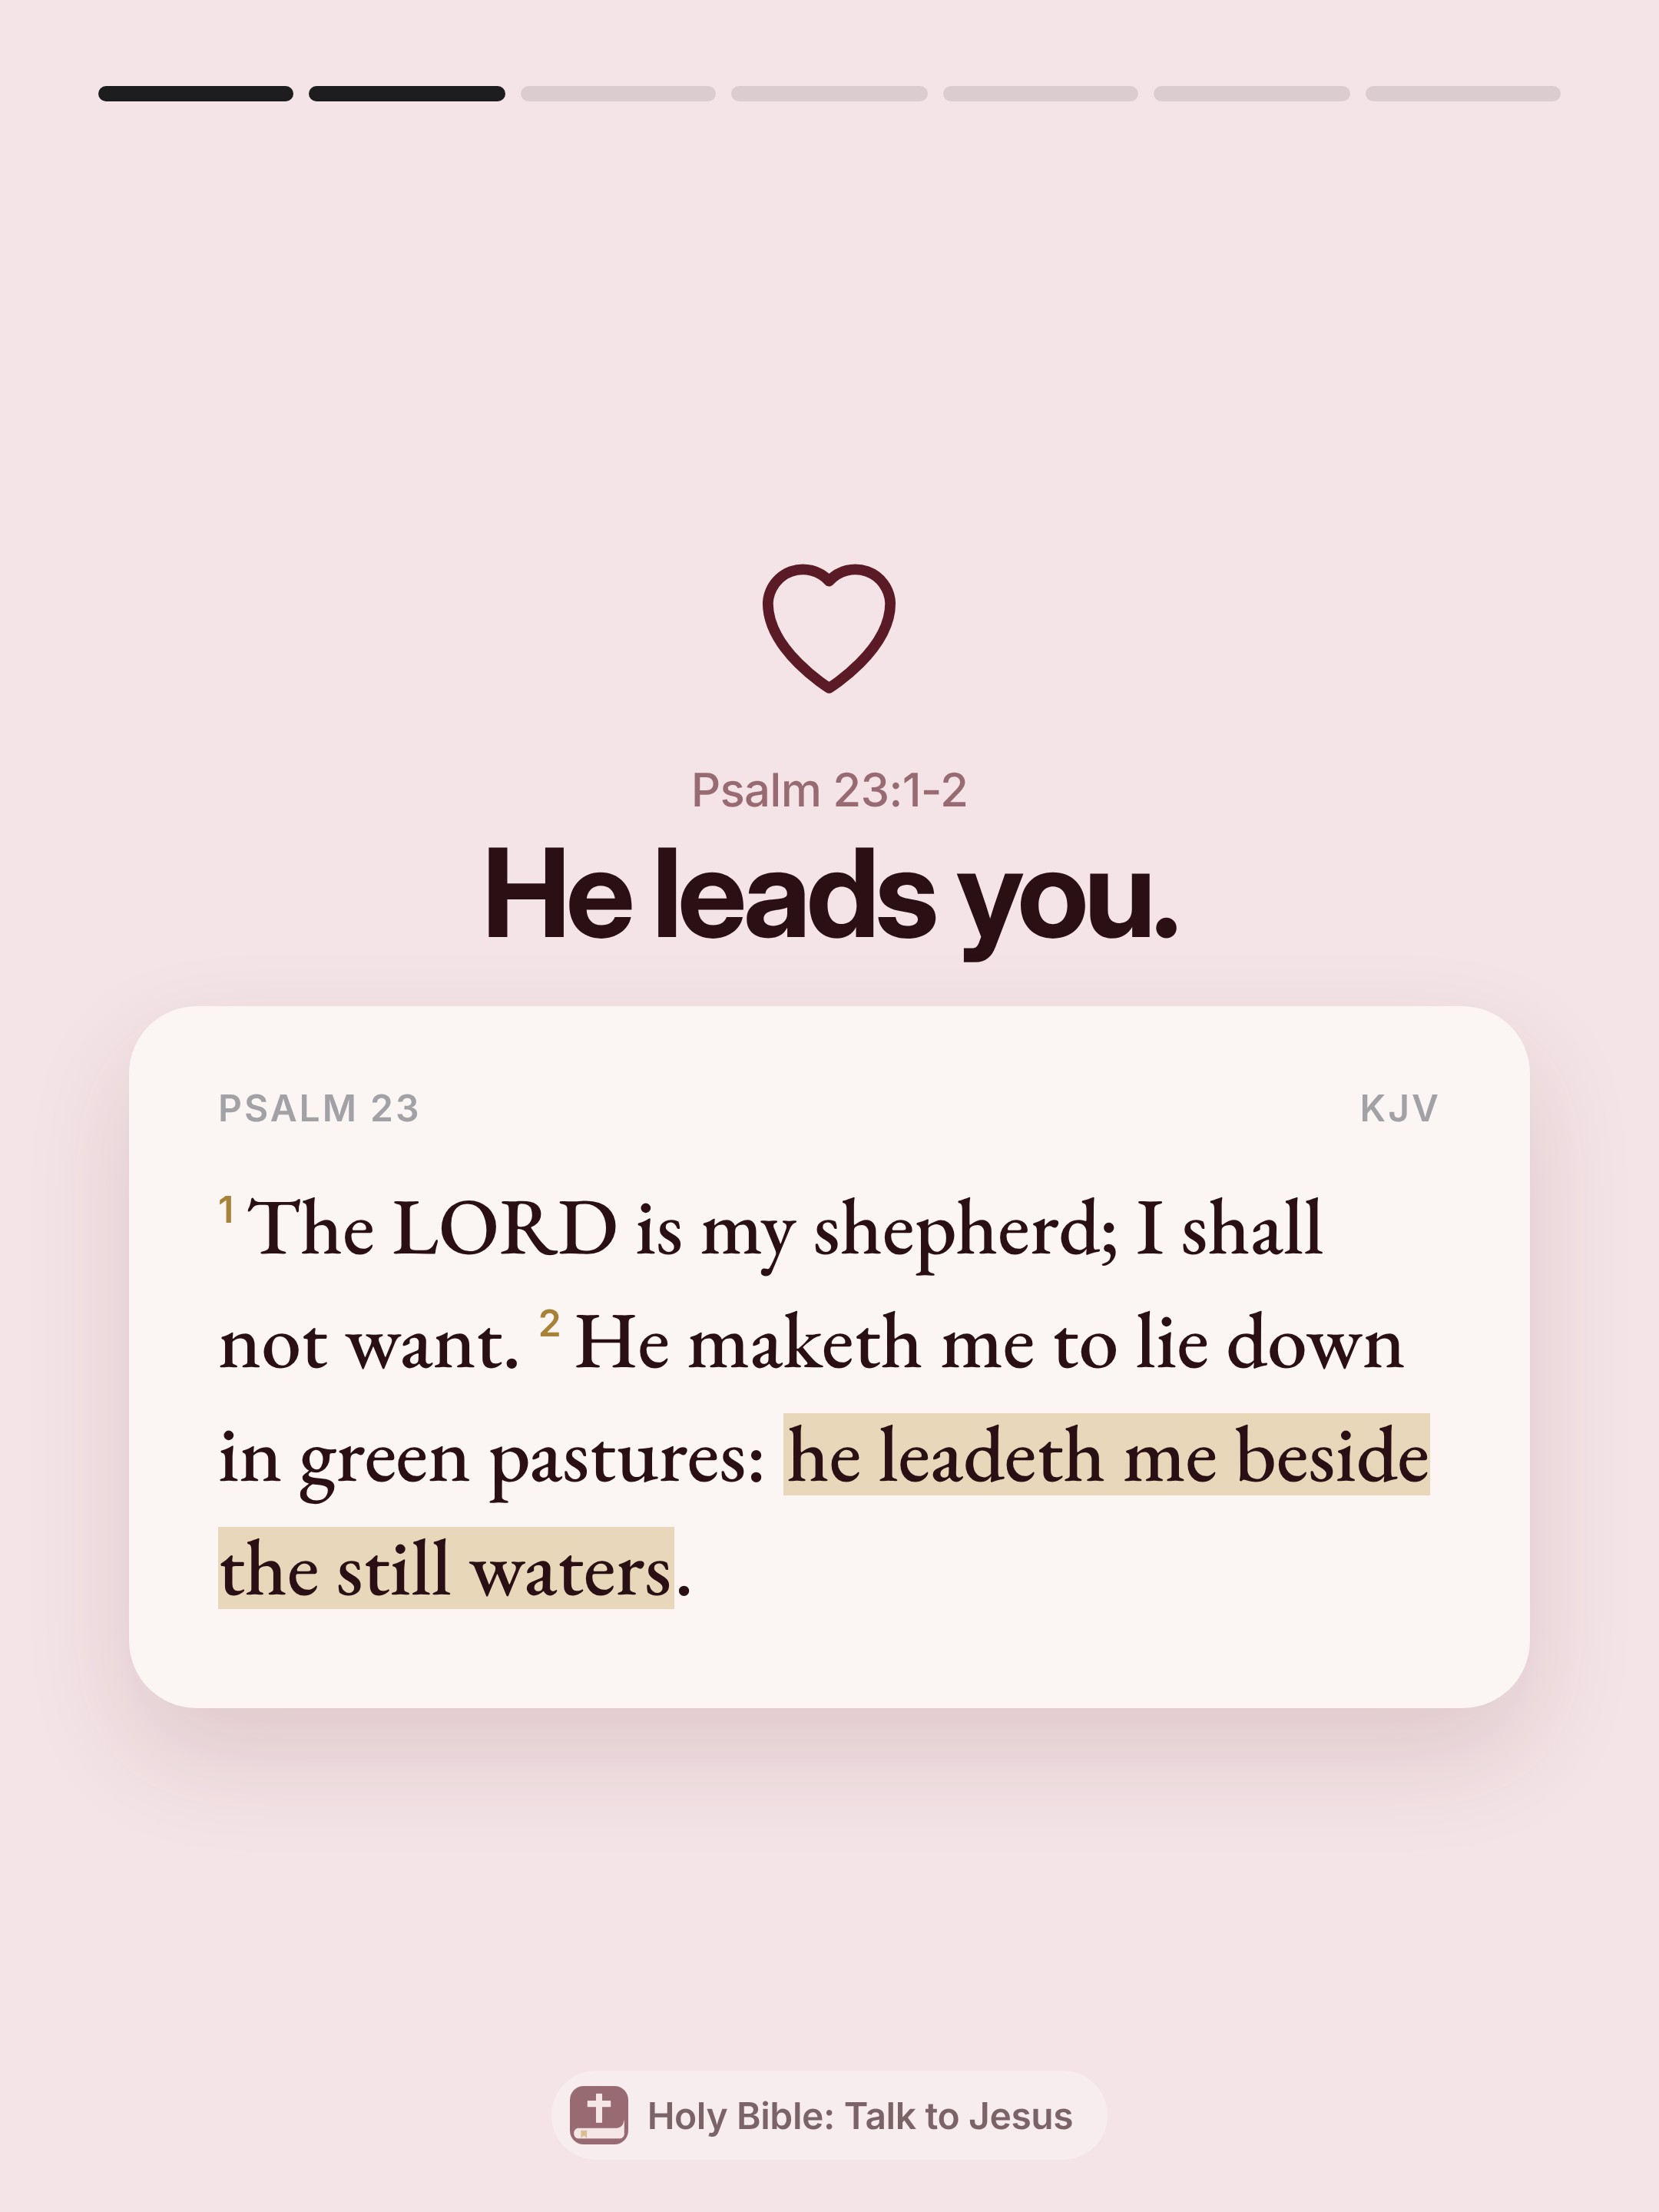 Psalm 23:1-2
He leads you.
PSALM 23 KJV
1 The LORD is my shepherd; I shall
not want. 2 He maketh me to lie down
in green pastures: he leadeth me beside
the still waters.
Holy Bible: Talk to Jesus